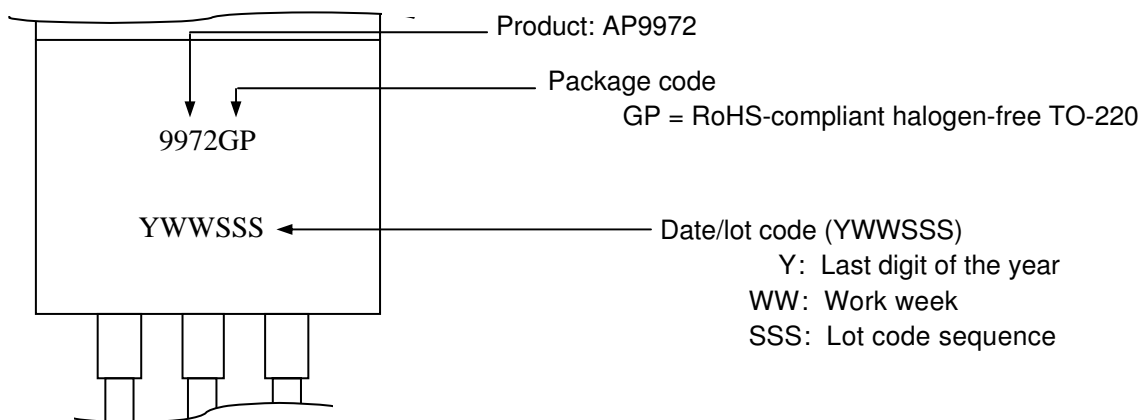 Product: AP9972
Package code
GP = RoHS-compliant halogen-free TO-220
9972GP
YWWSSS
Date/lot code (YWWSSS)
Y: Last digit of the year
WW: Work week
SSS: Lot code sequence